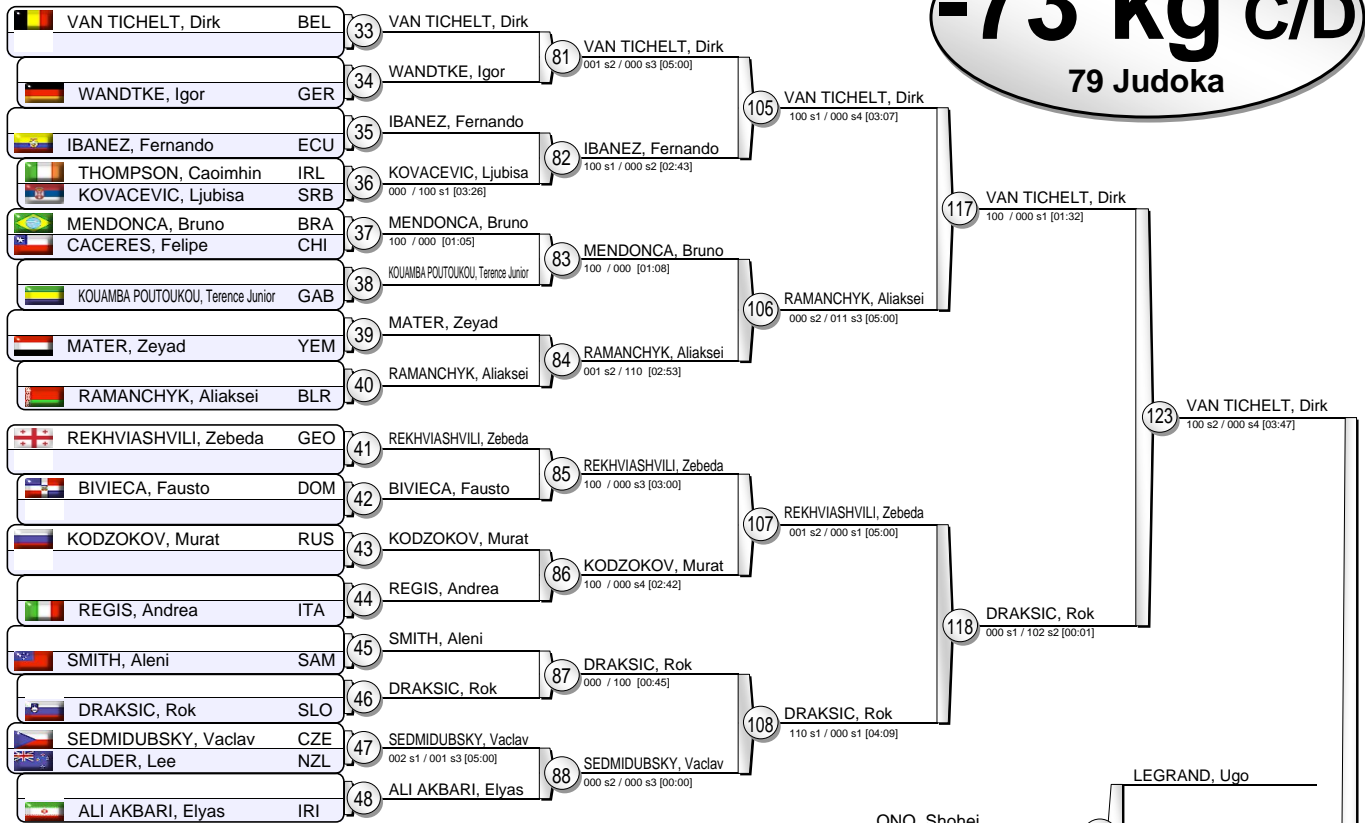 -73 kg C/D
79 Judoka
VAN TICHELT, Dirk BEL
WANDTKE, Igor GER
IBANEZ, Fernando ECU
THOMPSON, Caoimhin IRL
KOVACEVIC, Ljubisa SRB
MENDONCA, Bruno BRA
CACERES, Felipe CHI
KOUAMBA POUTOUKOU, Terence Junior GAB
MATER, Zeyad YEM
RAMANCHYK, Aliaksei BLR
REKHVIASHVILI, Zebeda GEO
BIVIECA, Fausto DOM
KODZOKOV, Murat RUS
REGIS, Andrea ITA
SMITH, Aleni SAM
DRAKSIC, Rok SLO
SEDMIDUBSKY, Vaclav CZE
CALDER, Lee NZL
ALI AKBARI, Elyas IRI
33 VAN TICHELT, Dirk
34 WANDTKE, Igor
35 IBANEZ, Fernando
36 KOVACEVIC, Ljubisa
000 / 100 s1 [03:26]
37 MENDONCA, Bruno
100 / 000 [01:05]
38 KOUAMBA POUTOUKOU, Terence Junior
39 MATER, Zeyad
40 RAMANCHYK, Aliaksei
41 REKHVIASHVILI, Zebeda
42 BIVIECA, Fausto
43 KODZOKOV, Murat
44 REGIS, Andrea
45 SMITH, Aleni
46 DRAKSIC, Rok
47 SEDMIDUBSKY, Vaclav
002 s1 / 001 s3 [05:00]
48 ALI AKBARI, Elyas
81 VAN TICHELT, Dirk
001 s2 / 000 s3 [05:00]
82 IBANEZ, Fernando
100 s1 / 000 s2 [02:43]
83 MENDONCA, Bruno
100 / 000 [01:08]
84 RAMANCHYK, Aliaksei
001 s2 / 110 [02:53]
85 REKHVIASHVILI, Zebeda
100 / 000 s3 [03:00]
86 KODZOKOV, Murat
100 / 000 s4 [02:42]
87 DRAKSIC, Rok
000 / 100 [00:45]
88 SEDMIDUBSKY, Vaclav
000 s2 / 000 s3 [00:00]
105 VAN TICHELT, Dirk
100 s1 / 000 s4 [03:07]
106 RAMANCHYK, Aliaksei
000 s2 / 011 s3 [05:00]
107 REKHVIASHVILI, Zebeda
001 s2 / 000 s1 [05:00]
108 DRAKSIC, Rok
110 s1 / 000 s1 [04:09]
117 VAN TICHELT, Dirk
100 / 000 s1 [01:32]
118 DRAKSIC, Rok
000 s1 / 102 s2 [00:01]
123 VAN TICHELT, Dirk
100 s2 / 000 s4 [03:47]
LEGRAND, Ugo
ONO, Shohei